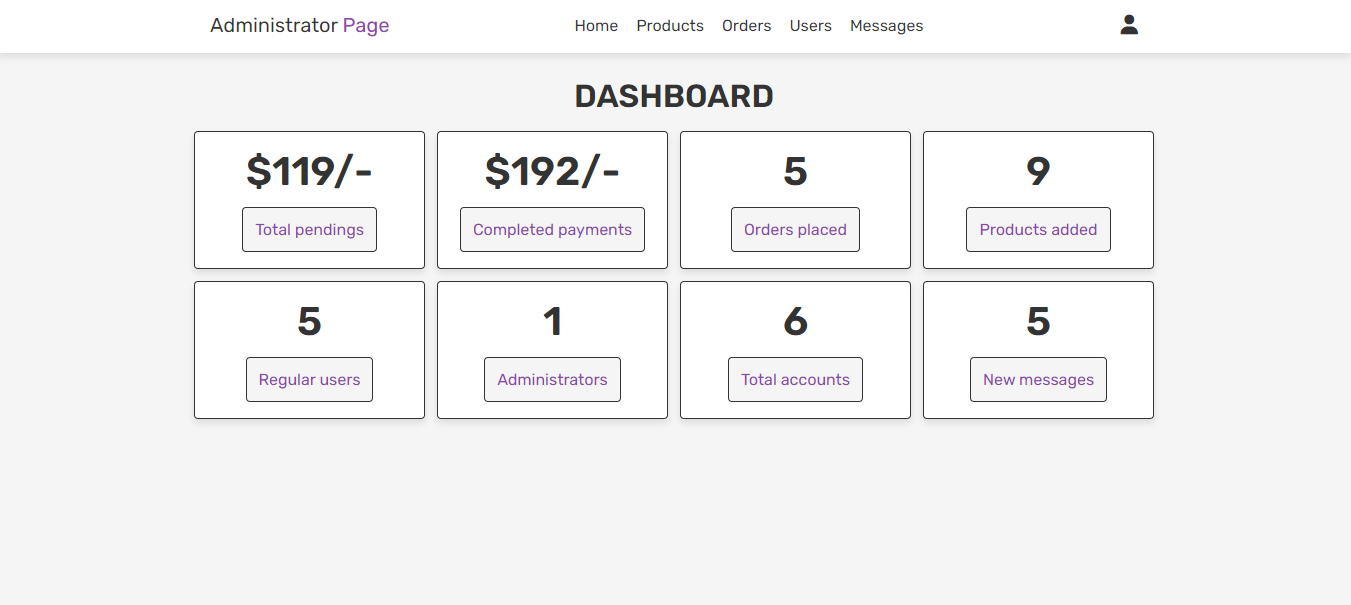 Administrator Page
Home Products Orders Users Messages
DASHBOARD
$119/-
Total pendings
$192/-
Completed payments
5
Orders placed
9
Products added
5
Regular users
1
Administrators
6
Total accounts
5
New messages